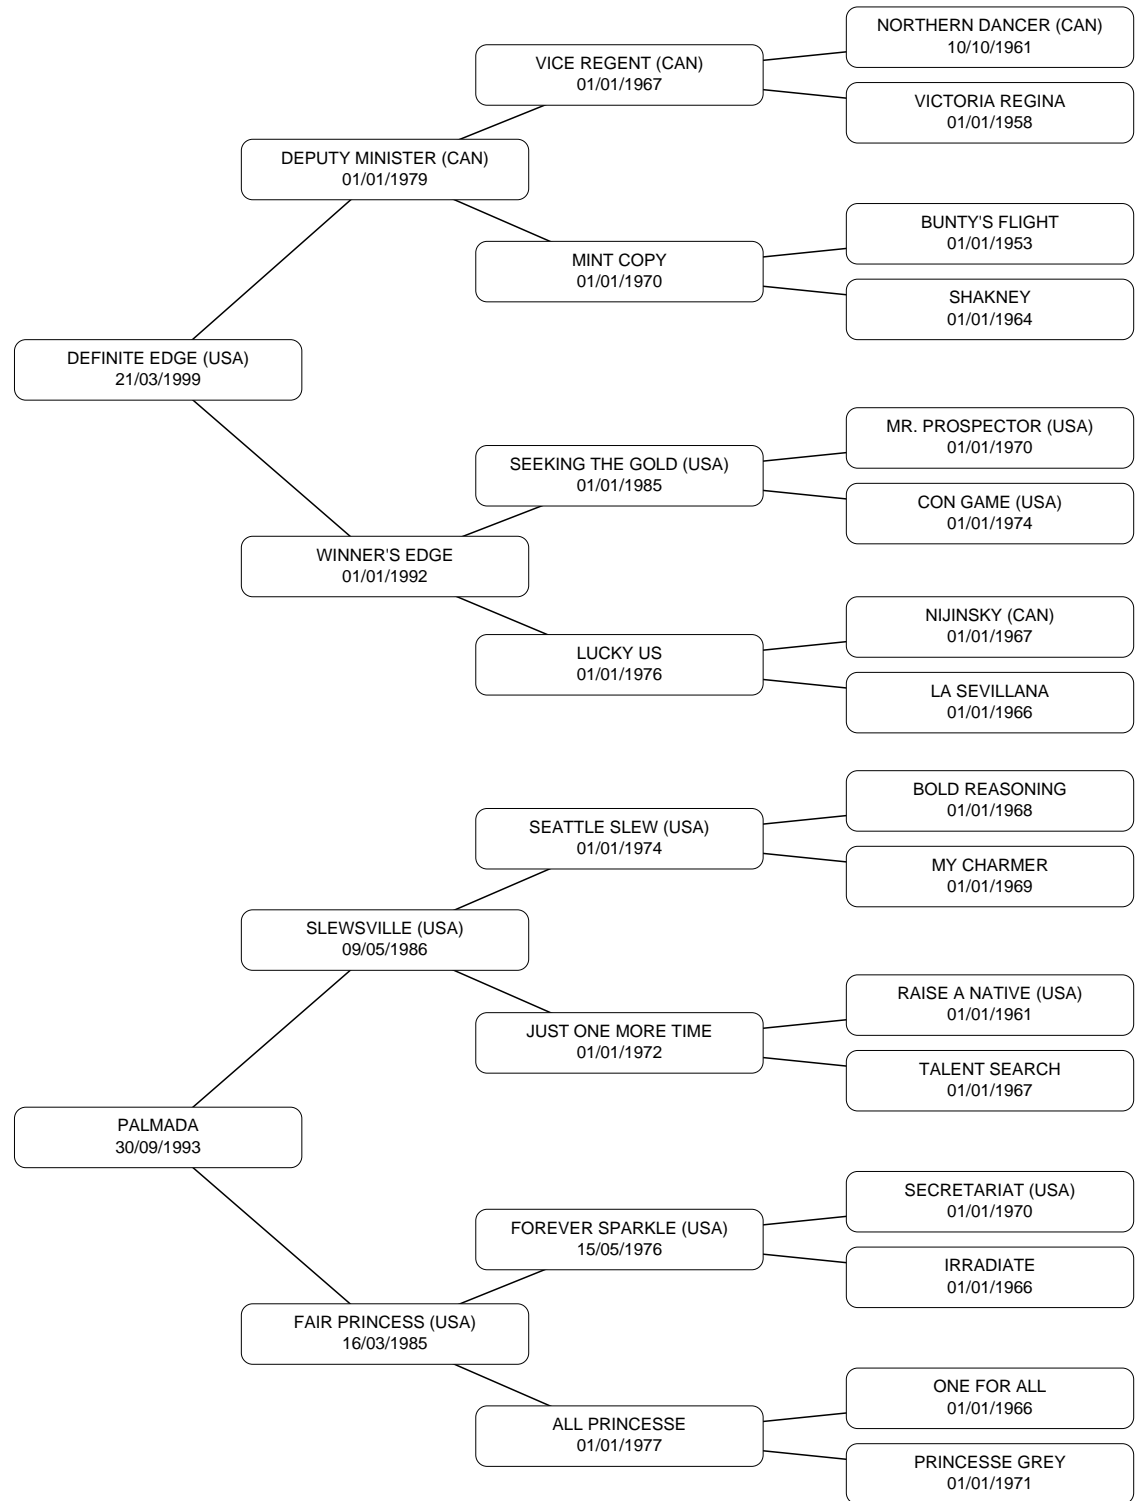 NORTHERN DANCER (CAN)
10/10/1961
VICE REGENT (CAN)
01/01/1967
VICTORIA REGINA
01/01/1958
DEPUTY MINISTER (CAN)
01/01/1979
BUNTY'S FLIGHT
01/01/1953
MINT COPY
01/01/1970
SHAKNEY
01/01/1964
DEFINITE EDGE (USA)
21/03/1999
MR. PROSPECTOR (USA)
01/01/1970
SEEKING THE GOLD (USA)
01/01/1985
CON GAME (USA)
01/01/1974
WINNER'S EDGE
01/01/1992
NIJINSKY (CAN)
01/01/1967
LUCKY US
01/01/1976
LA SEVILLANA
01/01/1966
BOLD REASONING
01/01/1968
SEATTLE SLEW (USA)
01/01/1974
MY CHARMER
01/01/1969
SLEWSVILLE (USA)
09/05/1986
RAISE A NATIVE (USA)
01/01/1961
JUST ONE MORE TIME
01/01/1972
TALENT SEARCH
01/01/1967
PALMADA
30/09/1993
SECRETARIAT (USA)
01/01/1970
FOREVER SPARKLE (USA)
15/05/1976
IRRADIATE
01/01/1966
FAIR PRINCESS (USA)
16/03/1985
ONE FOR ALL
01/01/1966
ALL PRINCESSE
01/01/1977
PRINCESSE GREY
01/01/1971